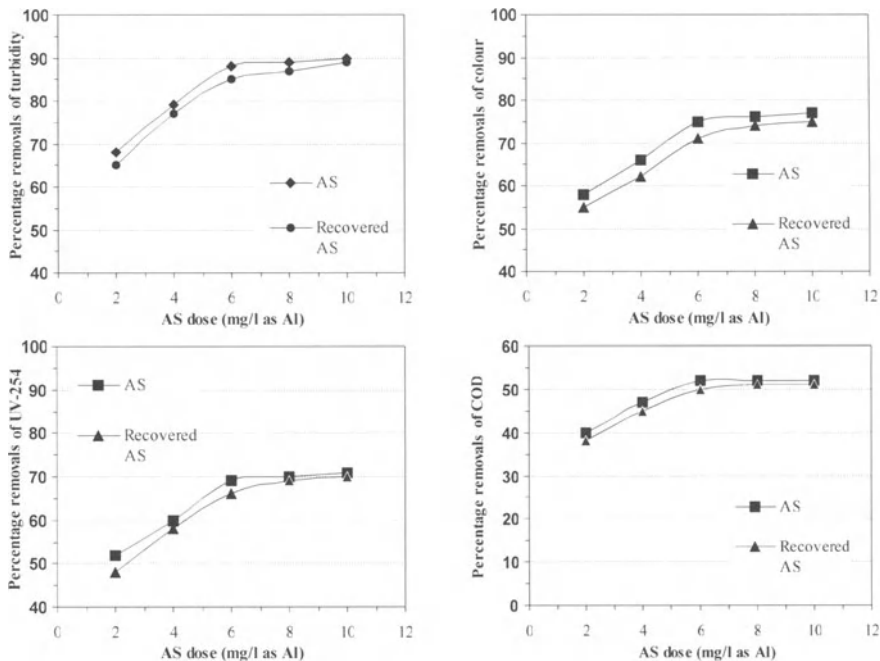 Percentage removals of turbidity
100
90
80
70
60
50
40
AS
Recovered
AS
0 2 4 6 8 10 12
AS dose (mg/l as Al)
Percentage removals of colour
100
90
80
70
60
50
40
AS
Recovered
AS
0 2 4 6 8 10 12
AS dose (mg/l as Al)
Percentage removals of UV-254
100
90
80
70
60
50
40
AS
Recovered
AS
0 2 4 6 8 10 12
AS dose (mg/l as Al)
Percentage removals of COD
60
50
40
30
20
10
0
AS
Recovered
AS
0 2 4 6 8 10 12
AS dose (mg/l as Al)